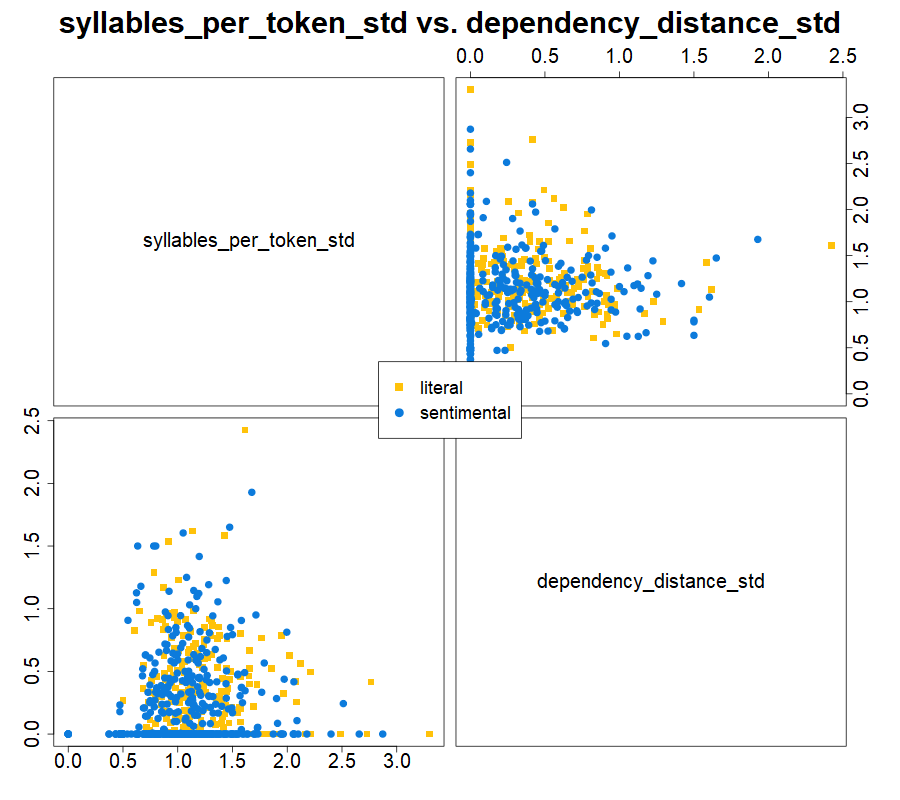 syllables_per_token_std vs. dependency_distance_std
0.0 0.5 1.0 1.5 2.0 2.5
syllables_per_token_std
0.0 0.5 1.0 1.5 2.0 2.5 3.0
literal
sentimental
0.0 0.5 1.0 1.5 2.0 2.5
dependency_distance_std
0.0 0.5 1.0 1.5 2.0 2.5 3.0